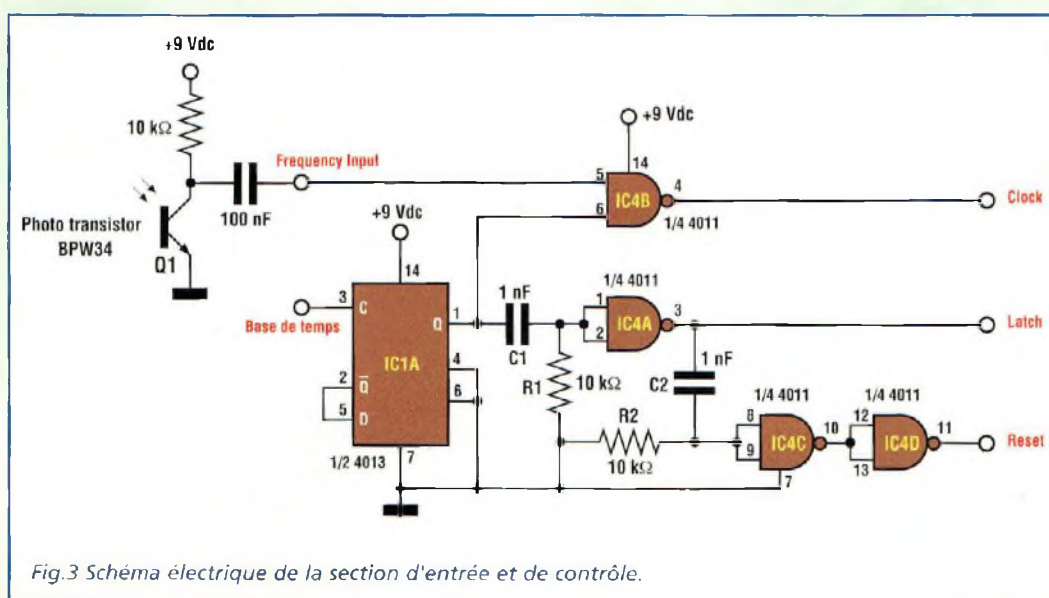 +9 Vdc
10 kΩ
Frequency Input
100 nF
Photo transistor
BPW34
Q1
+9 Vdc
14
5
6
IC4B
4
1/4 4011
Clock
+9 Vdc
14
Base de temps
3
C
Q
1
IC1A
4
6
2
Q
5
D
1/2 4013
7
1 nF
C1
R1
10 kΩ
1/4 4011
1
2
IC4A
3
Latch
1 nF
C2
R2
10 kΩ
1/4 4011
8
9
IC4C
10
7
1/4 4011
12
13
IC4D
11
Reset
Fig.3 Schéma électrique de la section d'entrée et de contrôle.